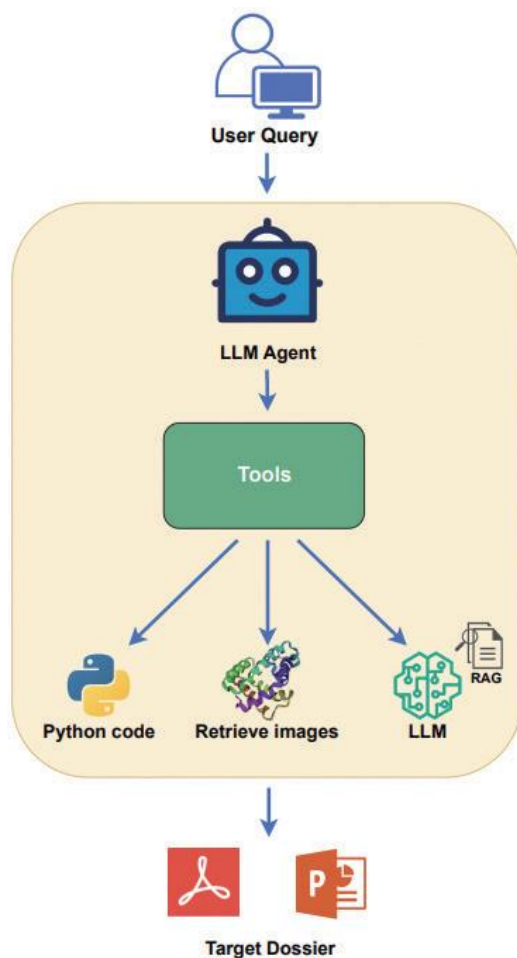 User Query
LLM Agent
Tools
RAG
Python code
Retrieve images
LLM
P
Target Dossier